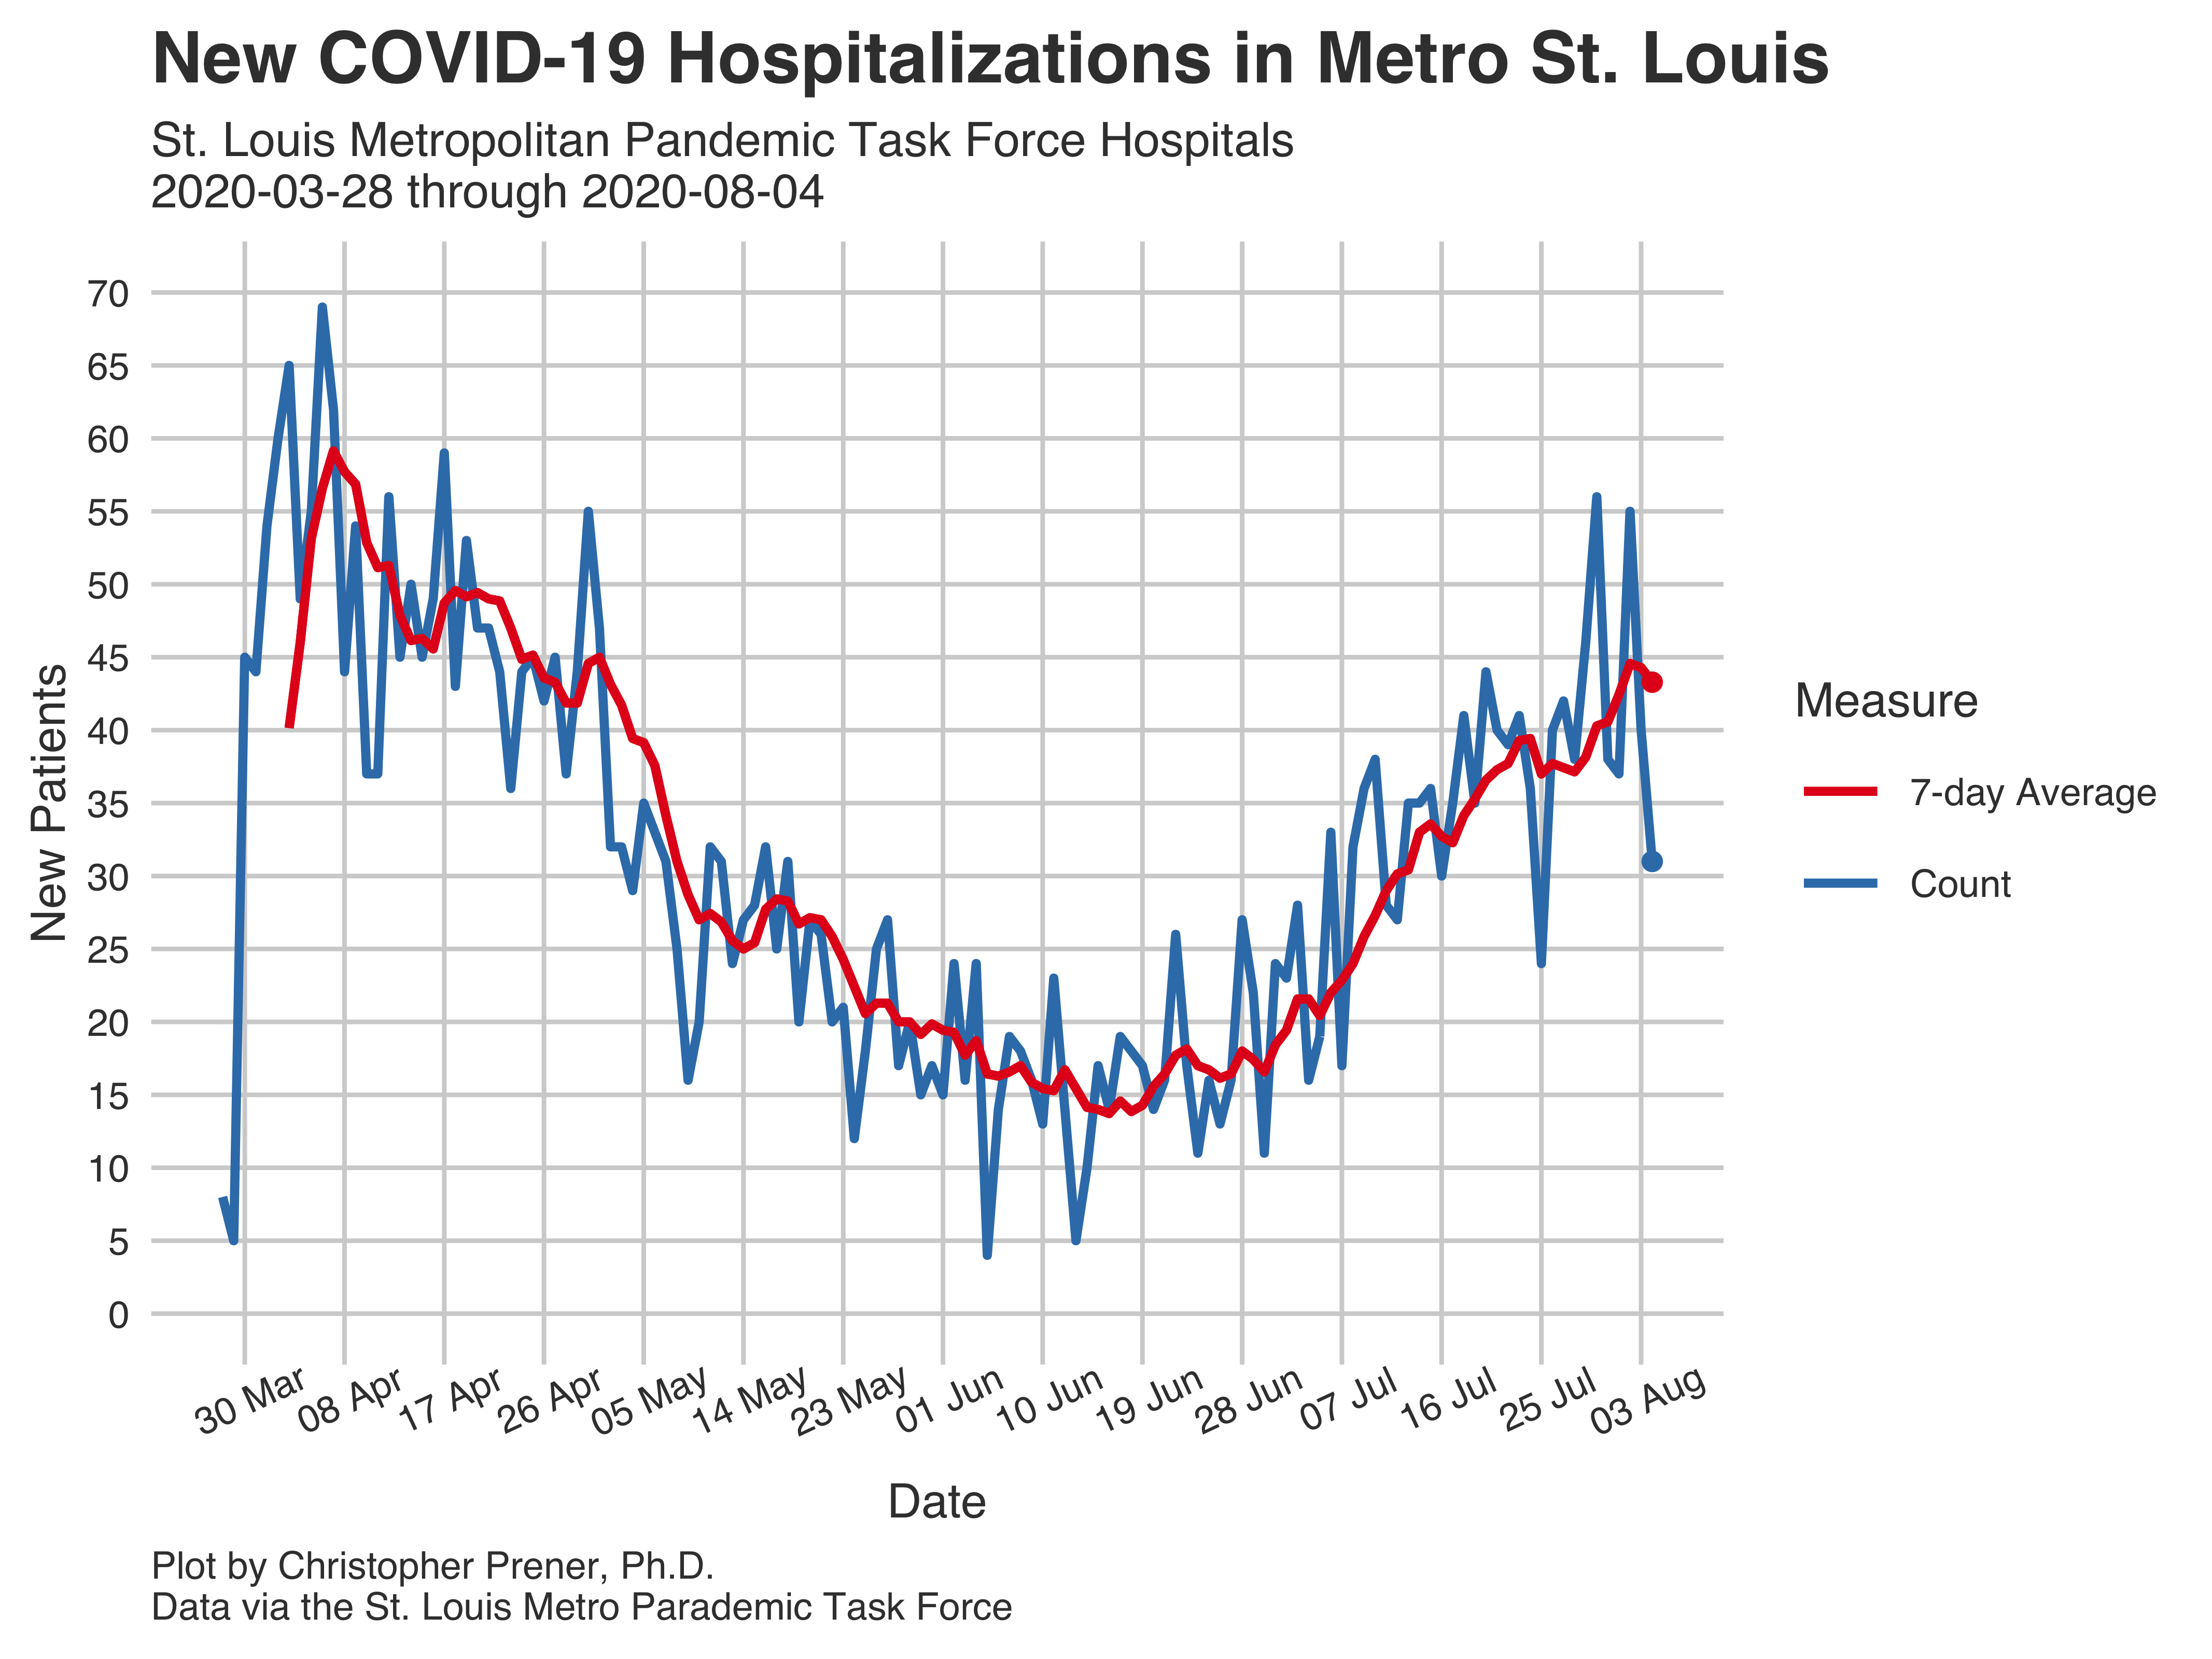 New COVID-19 Hospitalizations in Metro St. Louis
St. Louis Metropolitan Pandemic Task Force Hospitals
2020-03-28 through 2020-08-04
70
65
60
55
50
45
40
35
30
25
20
15
10
5
0
New Patients
30 Mar
08 Apr
17 Apr
26 Apr
05 May
14 May
23 May
01 Jun
10 Jun
19 Jun
28 Jun
07 Jul
16 Jul
25 Jul
03 Aug
Date
Measure
7-day Average
Count
Plot by Christopher Prener, Ph.D.
Data via the St. Louis Metro Parademic Task Force